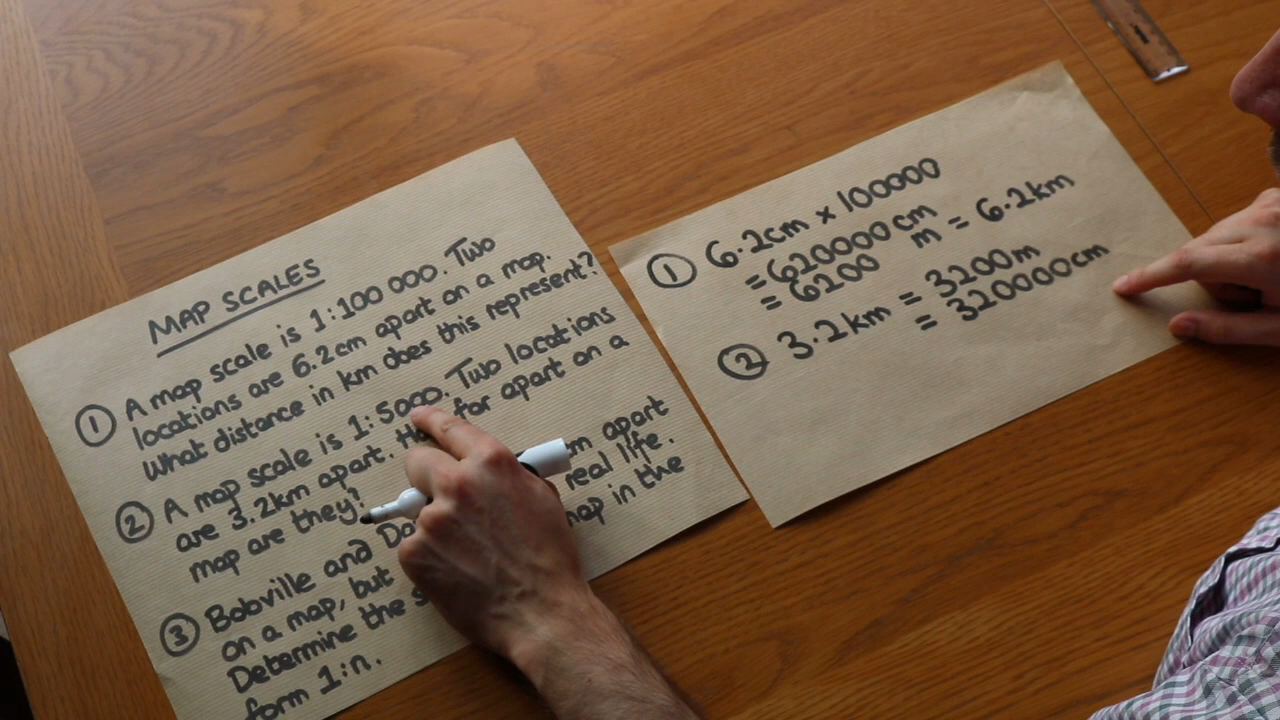 MAP SCALES
① A map scale is 1:100 000. Two
locations are 6.2cm apart on a map.
What distance in km does this represent?
② A map scale is 1:5000. Two locations
are 3.2km apart. far apart on a
map are they?
③ Bobville and apart
on a map, but real life.
Determine the map in the
form 1:n.
① 6.2cm × 100000
= 620000cm
= 6200 m = 6.2km
② 3.2km = 3200m
= 320000cm